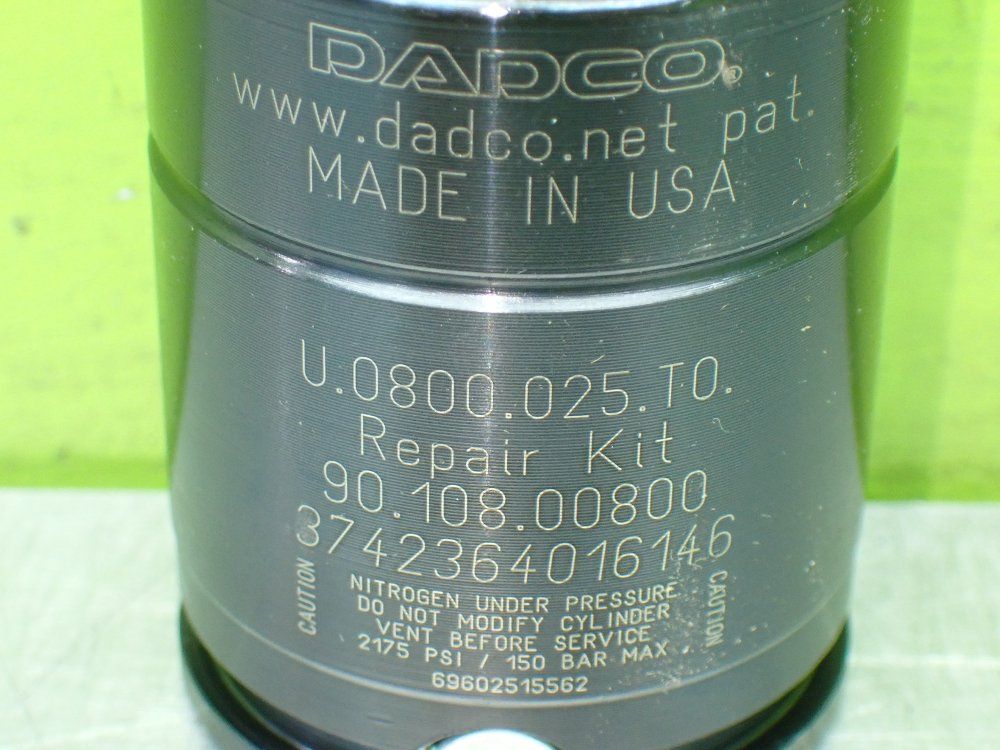 DADCO®
www.dadco.net pat.
MADE IN USA
U.0800.025.TO.
Repair Kit
90.108.00800
3742364016146
CAUTION
NITROGEN UNDER PRESSURE
DO NOT MODIFY CYLINDER
VENT BEFORE SERVICE
2175 PSI / 150 BAR MAX
CAUTION
69602515562